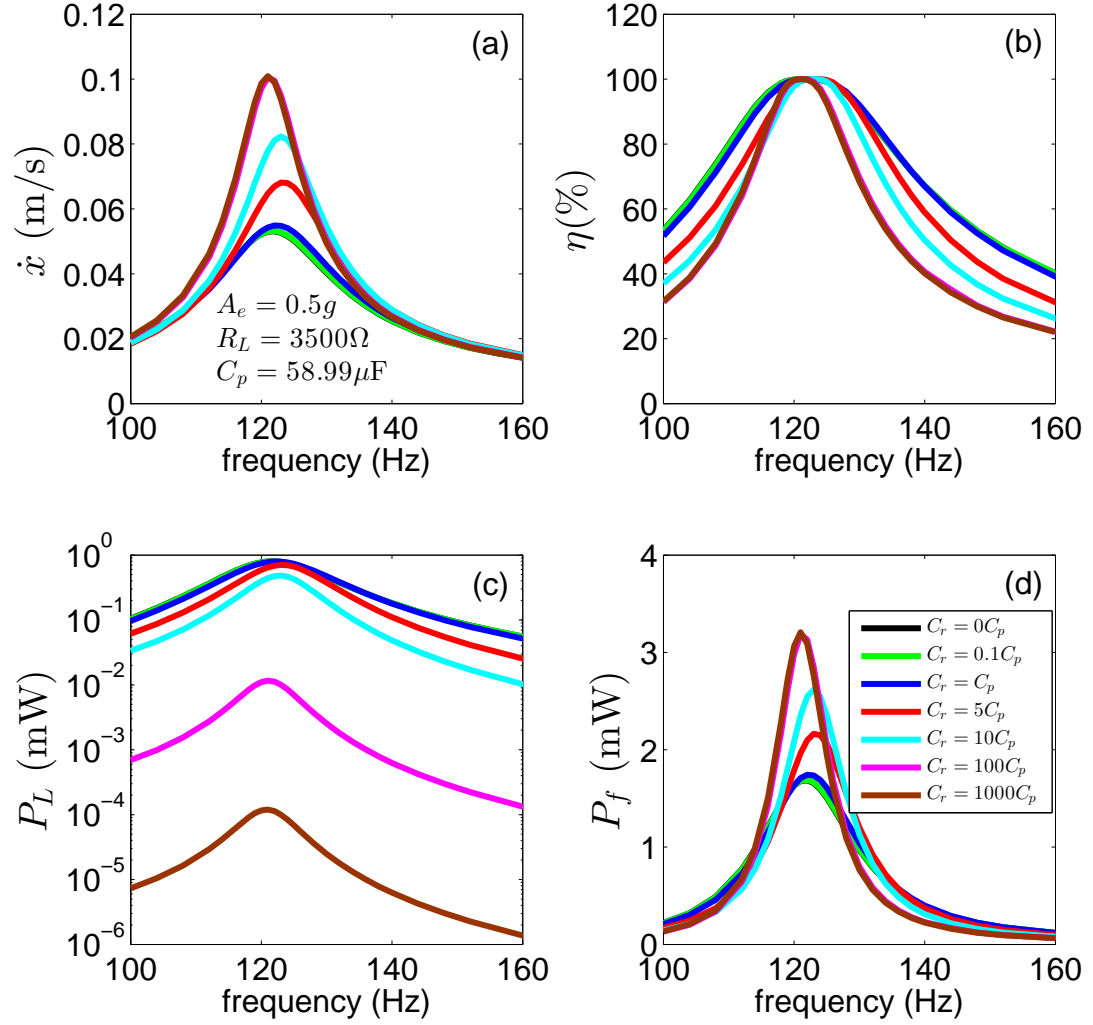 (a)
0.1
0.08
0.06
0.04
0.02
0
ẋ (m/s)
A_e = 0.5g
R_L = 3500Ω
C_p = 58.99μF
100 120 140 160
frequency (Hz)
(b)
120
100
80
60
40
20
0
η(%)
100 120 140 160
frequency (Hz)
(c)
10^0
10^-1
10^-2
10^-3
10^-4
10^-5
10^-6
P_L (mW)
100 120 140 160
frequency (Hz)
(d)
4
3
2
1
0
P_f (mW)
C_r = 0C_p
C_r = 0.1C_p
C_r = C_p
C_r = 5C_p
C_r = 10C_p
C_r = 100C_p
C_r = 1000C_p
100 120 140 160
frequency (Hz)